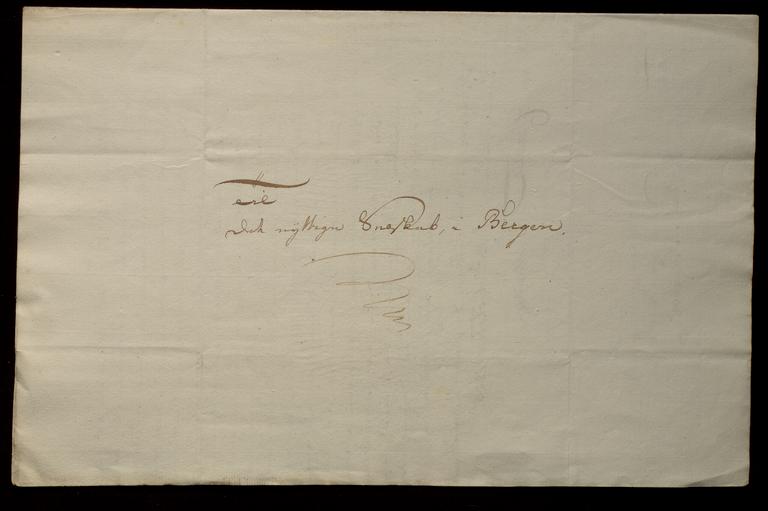 Til
Det nyttige Selskab, i Bergen.